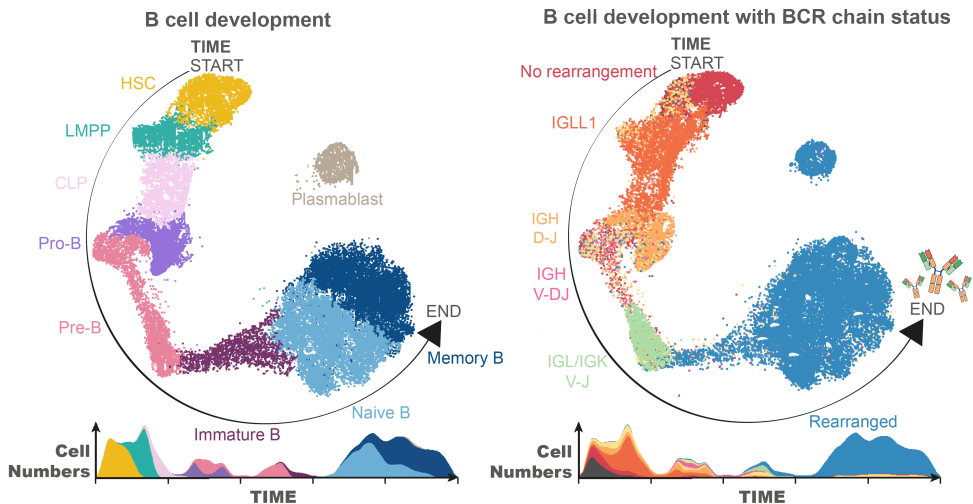 B cell development
TIME
START
HSC
LMPP
CLP
Plasmablast
Pro-B
Pre-B
END
Memory B
Naive B
Immature B
Cell
Numbers
TIME
B cell development with BCR chain status
TIME
START
No rearrangement
IGLL1
IGH
D-J
IGH
V-DJ
END
IGL/IGK
V-J
Rearranged
Cell
Numbers
TIME